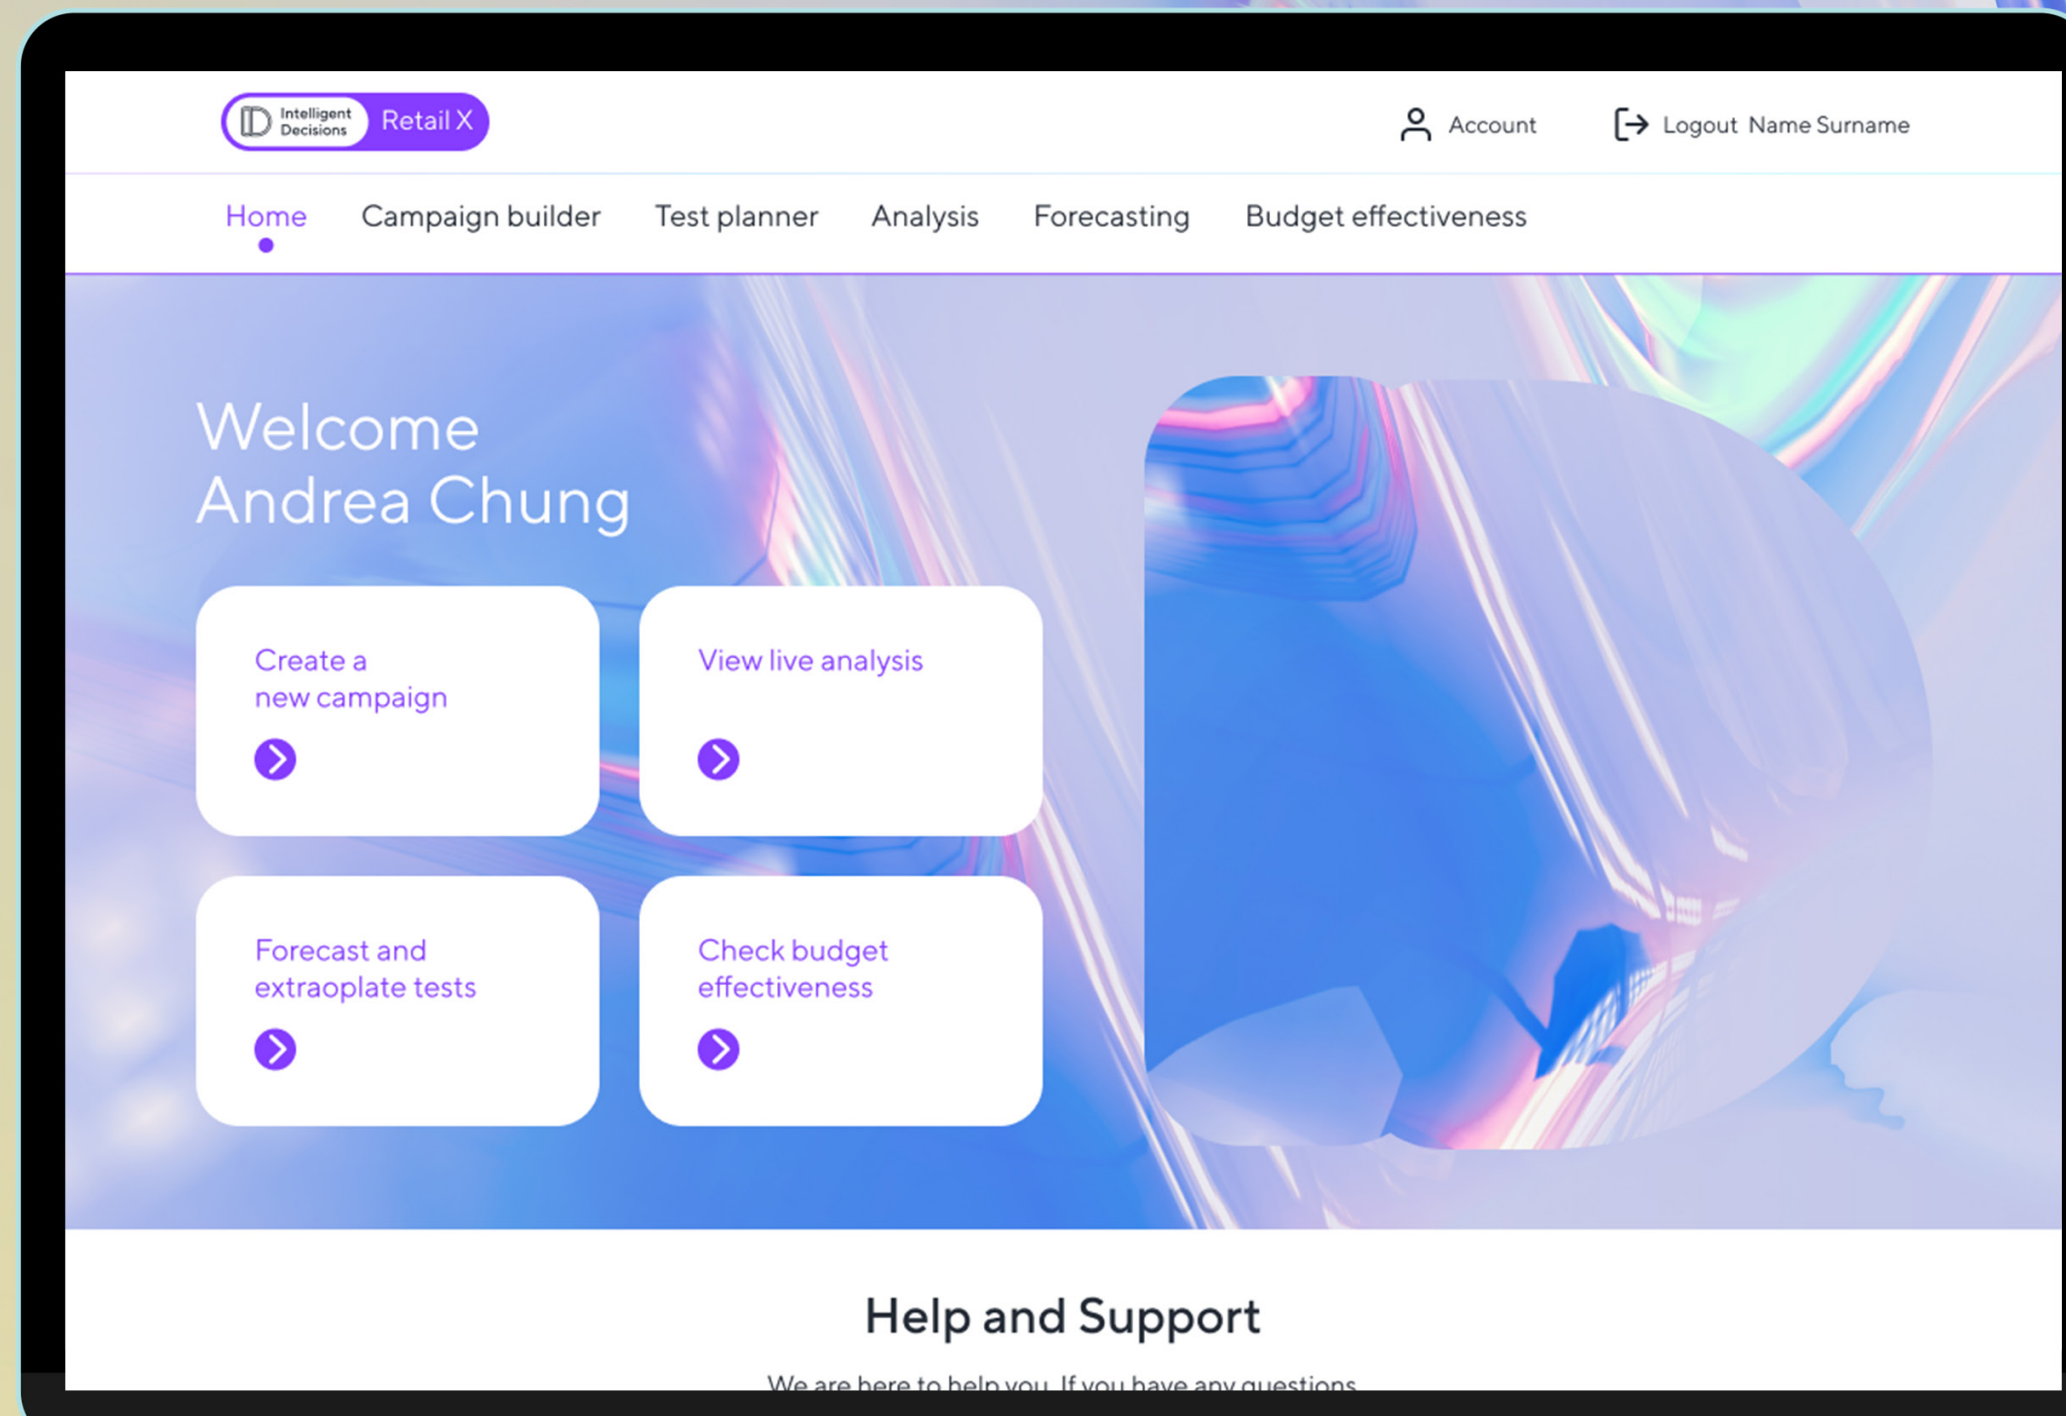 Intelligent
Decisions
Retail X
Account
Logout Name Surname
Home Campaign builder Test planner Analysis Forecasting Budget effectiveness
Welcome
Andrea Chung
Create a
new campaign
View live analysis
Forecast and
extraoplate tests
Check budget
effectiveness
Help and Support
We are here to help you. If you have any questions